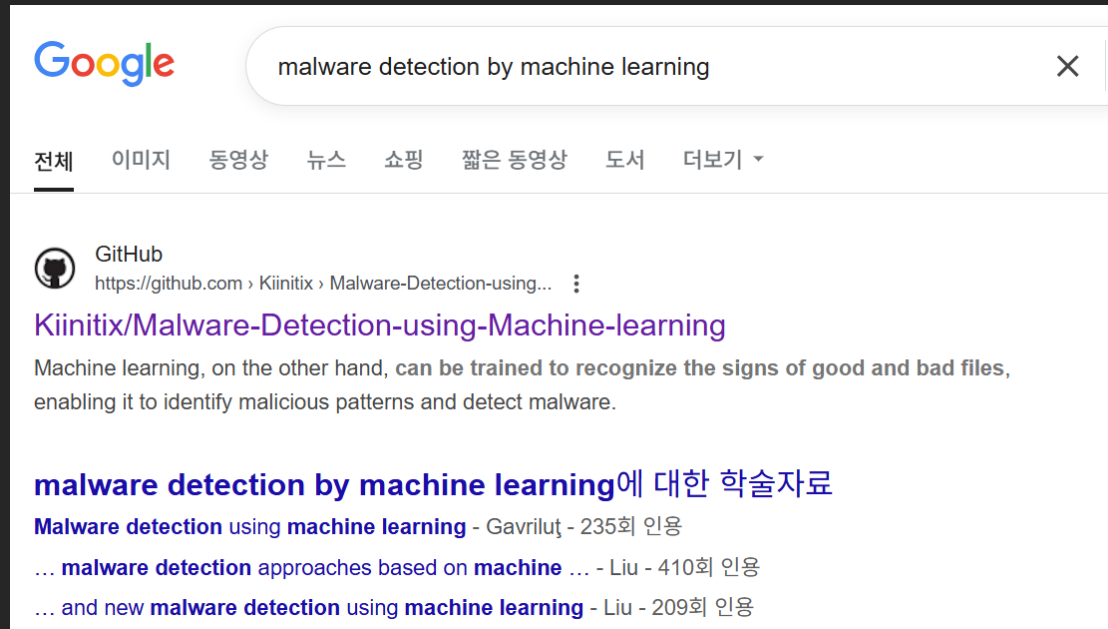 Google
malware detection by machine learning
전체 이미지 동영상 뉴스 쇼핑 짧은 동영상 도서 더보기
GitHub
https://github.com › Kiinitix › Malware-Detection-using...
Kiinitix/Malware-Detection-using-Machine-learning
Machine learning, on the other hand, can be trained to recognize the signs of good and bad files,
enabling it to identify malicious patterns and detect malware.
malware detection by machine learning에 대한 학술자료
Malware detection using machine learning - Gavriluţ - 235회 인용
… malware detection approaches based on machine … - Liu - 410회 인용
… and new malware detection using machine learning - Liu - 209회 인용